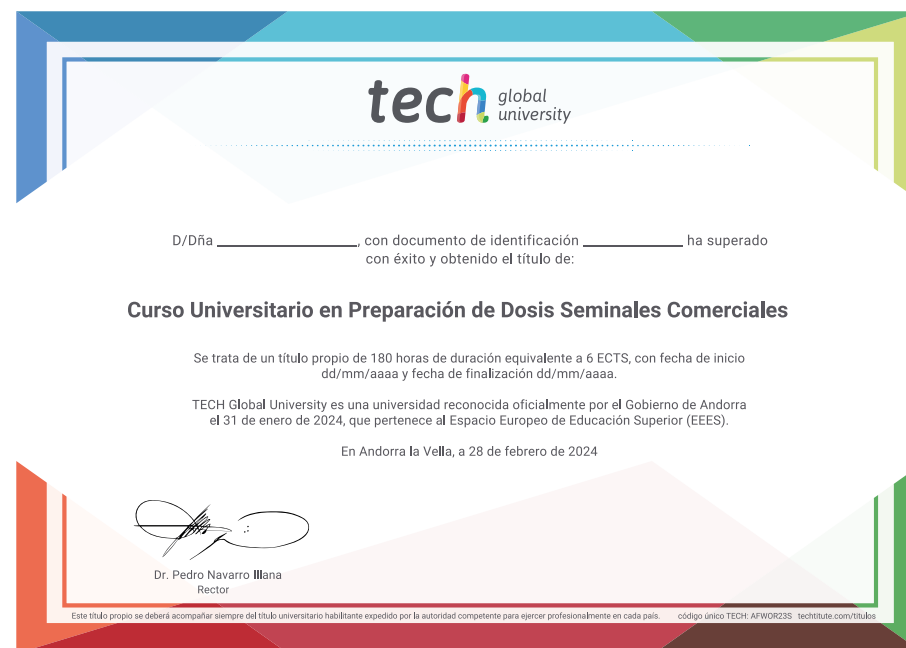 tech global university
D/Dña ____________________, con documento de identificación ______________ ha superado
con éxito y obtenido el título de:
Curso Universitario en Preparación de Dosis Seminales Comerciales
Se trata de un título propio de 180 horas de duración equivalente a 6 ECTS, con fecha de inicio
dd/mm/aaaa y fecha de finalización dd/mm/aaaa.
TECH Global University es una universidad reconocida oficialmente por el Gobierno de Andorra
el 31 de enero de 2024, que pertenece al Espacio Europeo de Educación Superior (EEES).
En Andorra la Vella, a 28 de febrero de 2024
Dr. Pedro Navarro Illana
Rector
Este título propio se deberá acompañar siempre del título universitario habilitante expedido por la autoridad competente para ejercer profesionalmente en cada país. código único TECH: AFWOR23S techtitute.com/titulos